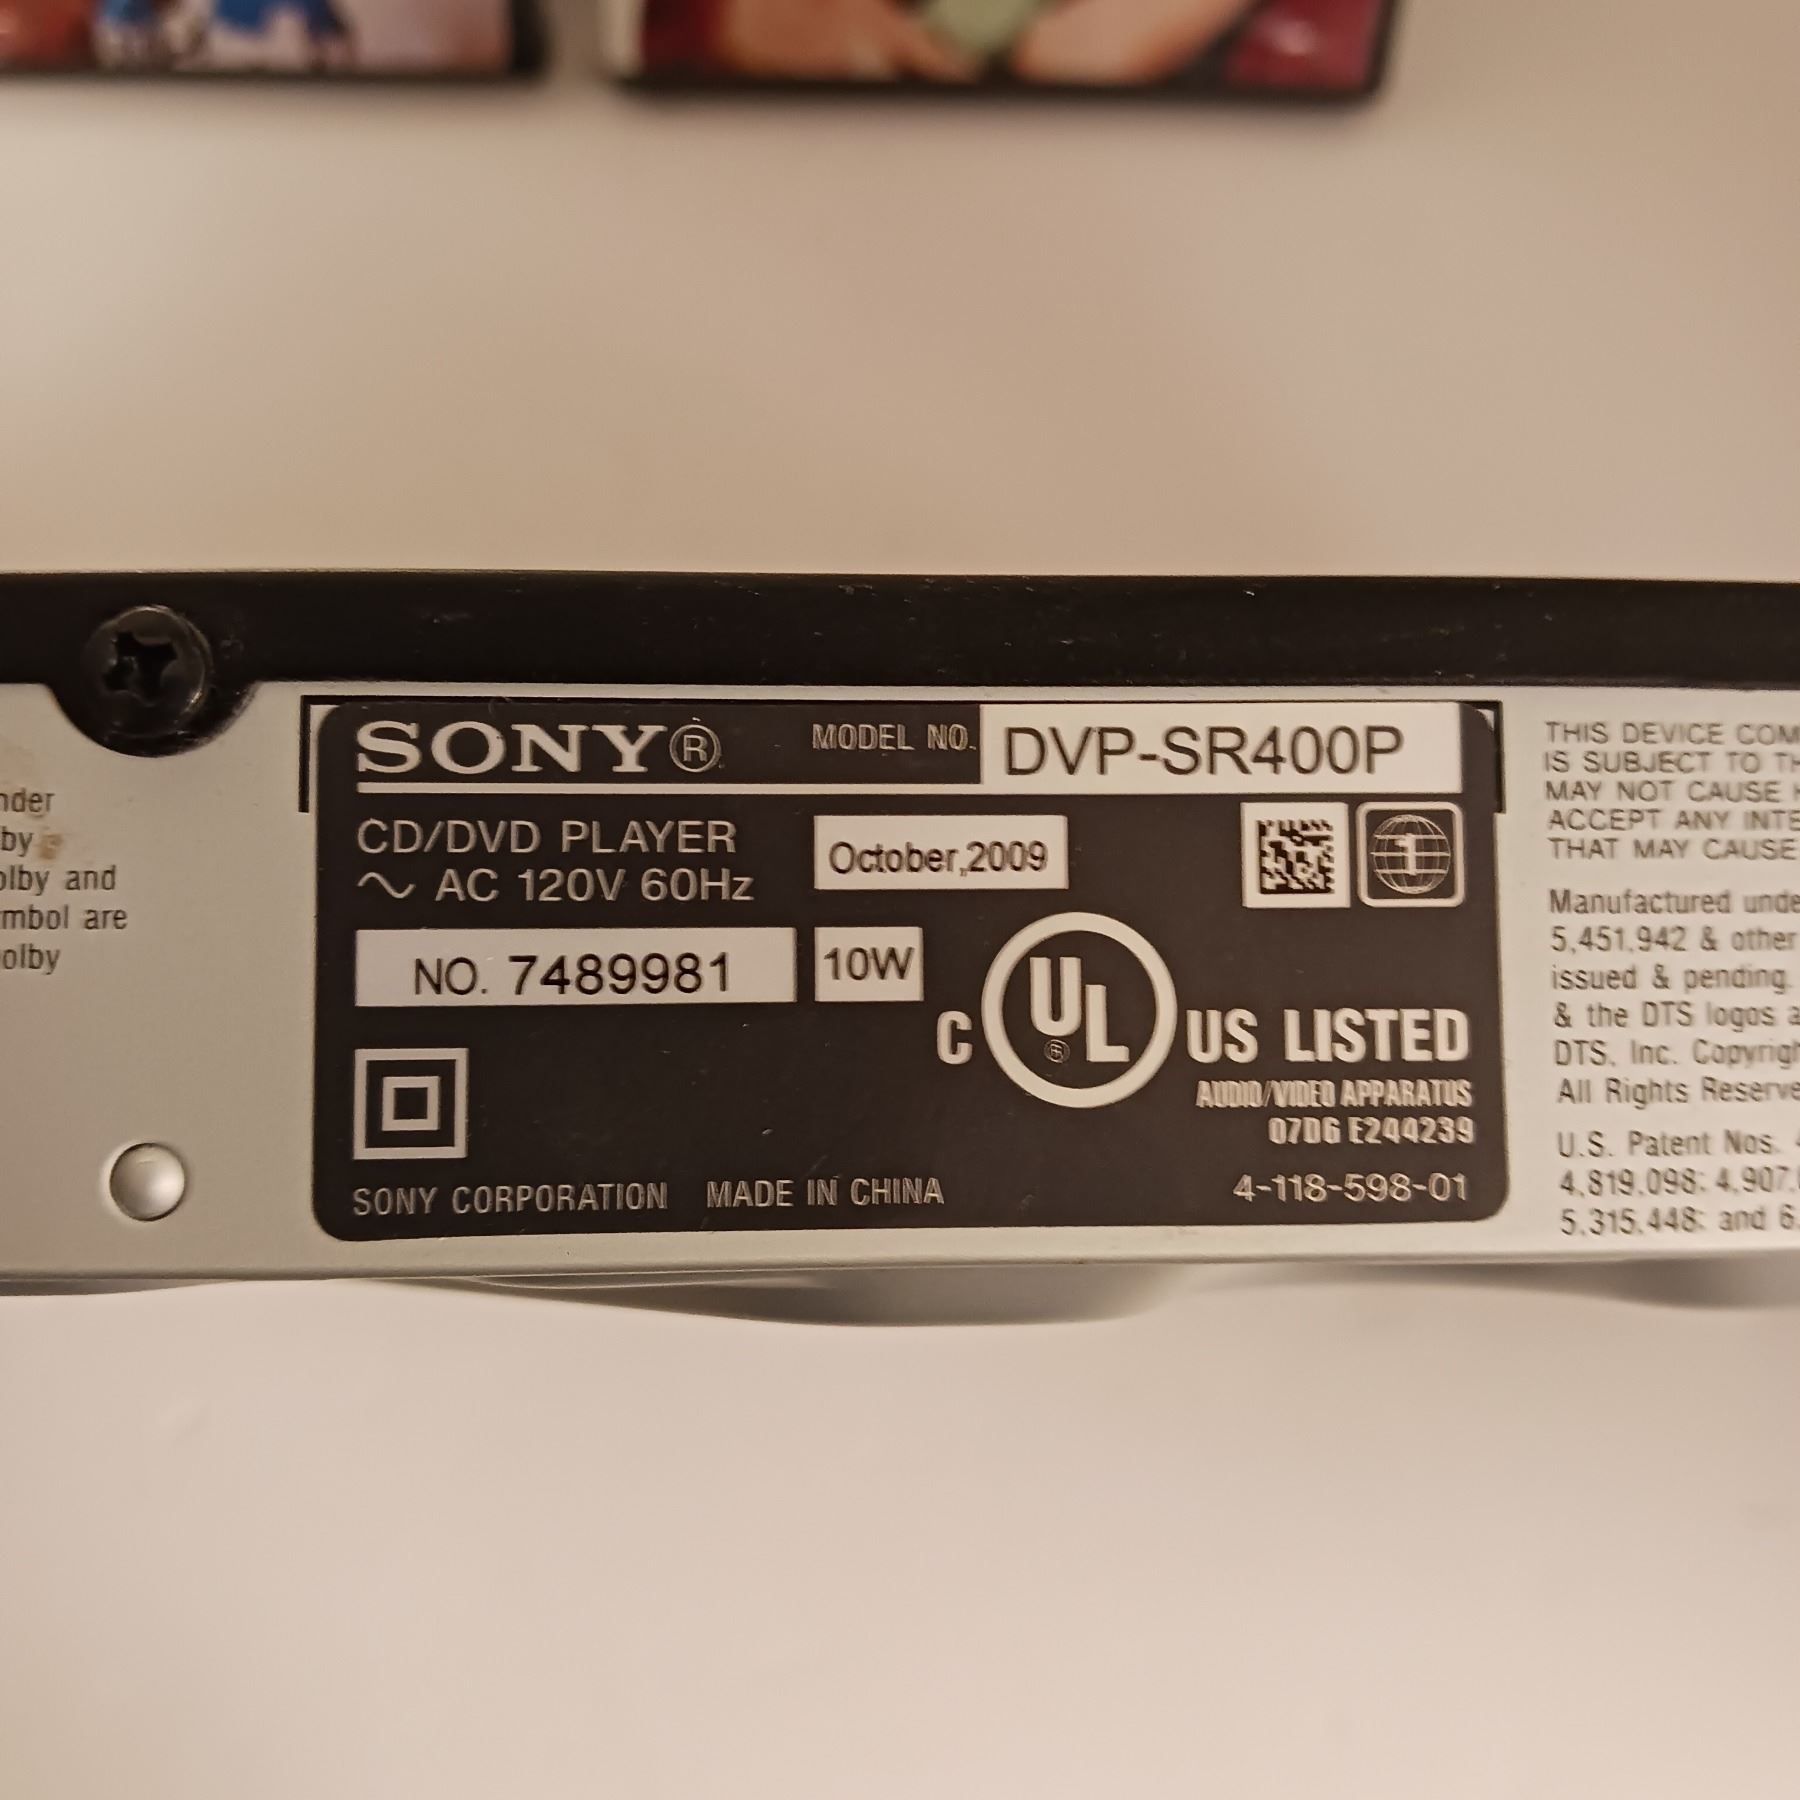 nder
by
olby and
mbol are
olby
SONY®
MODEL NO. DVP-SR400P
CD/DVD PLAYER
October,2009
1
~ AC 120V 60Hz
NO. 7489981
10W
C UL ® US LISTED
AUDIO/VIDEO APPARATUS
07D6 E244239
SONY CORPORATION MADE IN CHINA
4-118-598-01
THIS DEVICE COM
IS SUBJECT TO TH
MAY NOT CAUSE H
ACCEPT ANY INTE
THAT MAY CAUSE
Manufactured unde
5,451,942 & other
issued & pending.
& the DTS logos a
DTS, Inc. Copyrigh
All Rights Reserve
U.S. Patent Nos. 4
4,819,098; 4,907,
5,315,448; and 6,